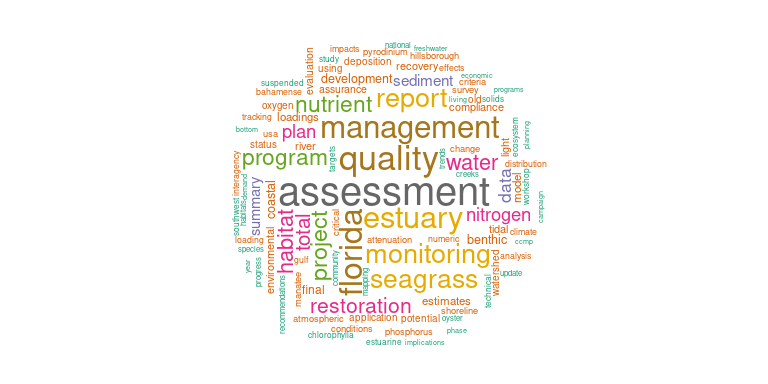 national
impacts
freshwater
pyrodinium
hillsborough
study
deposition
recovery
effects
evaluation
using
economic
suspended
development
sediment
criteria
programs
bahamense
assurance
survey
nutrient
report
living
old
solids
oxygen
compliance
tracking
loadings
management
ecosystem
planning
bottom
usa
plan
status
river
quality
change
light
interagency
program
targets
trends
water
distribution
creeks
demand
summary
coastal
assessment
data
model
workshop
southwest
habitats
habitat
total
project
florida
critical
estuary
nitrogen
campaign
tidal
climate
loading
environmental
attenuation
numeric
benthic
ccmp
species
gulf
community
monitoring
watershed
analysis
year
progress
manatee
mapping
seagrass
technical
update
recommendations
final
restoration
estimates
shoreline
atmospheric
application
potential
oyster
conditions
phosphorus
phase
chlorophylla
estuarine
implications